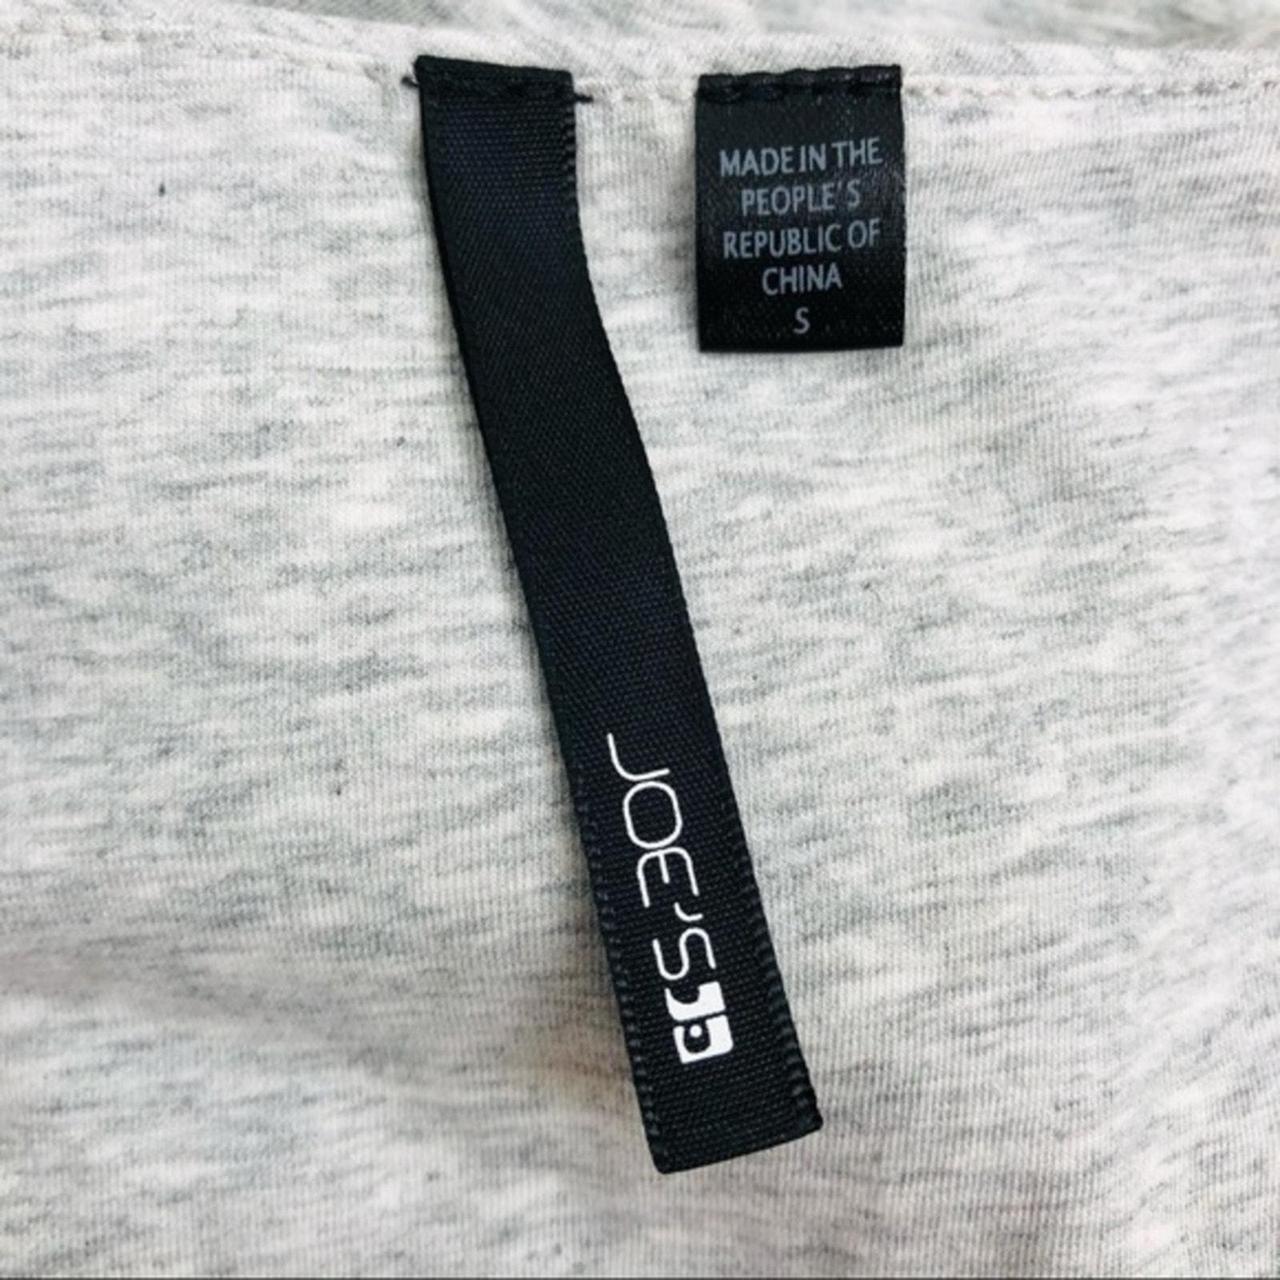 MADE IN THE
PEOPLE'S
REPUBLIC OF
CHINA
S
JOE'S